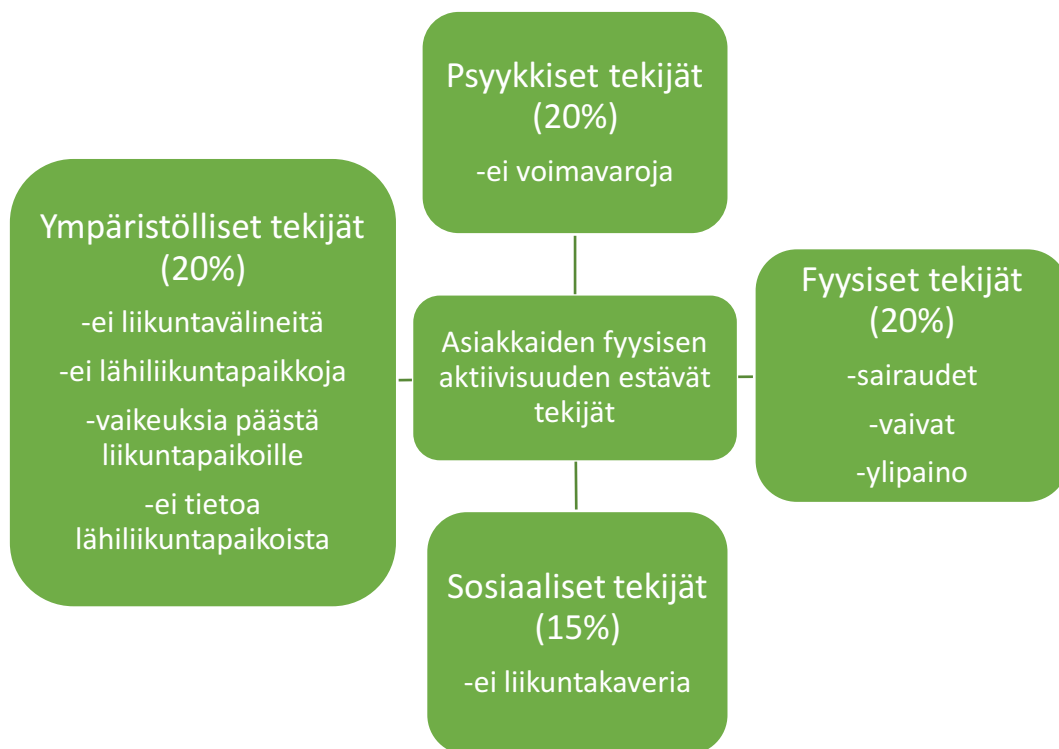 Psyykkiset tekijät
(20%)
-ei voimavaroja
Ympäristölliset tekijät
(20%)
-ei liikuntavälineitä
-ei lähiliikuntapaikkoja
-vaikeuksia päästä
liikuntapaikoille
-ei tietoa
lähiliikuntapaikoista
Asiakkaiden fyysisen
aktiivisuuden estävät
tekijät
Fyysiset tekijät
(20%)
-sairaudet
-vaivat
-ylipaino
Sosiaaliset tekijät
(15%)
-ei liikuntakaveria